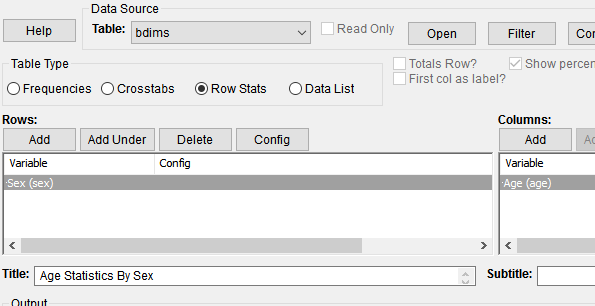 Data Source
Help
Table:
bdims
Read Only
Open
Filter
Con
Table Type
Frequencies
Crosstabs
Row Stats
Data List
Totals Row?
Show percen
First col as label?
Rows:
Columns:
Add
Add Under
Delete
Config
Add
Variable
Config
Variable
Sex (sex)
Age (age)
Title:
Age Statistics By Sex
Subtitle:
Output